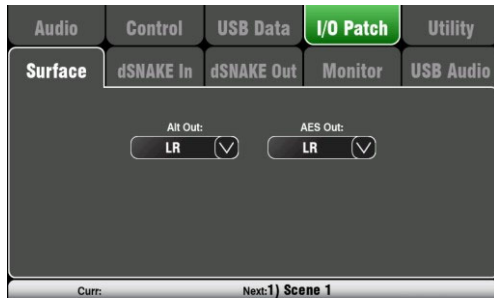 Audio Control USB Data I/O Patch Utility
Surface dSNAKE In dSNAKE Out Monitor USB Audio
Alt Out: AES Out:
LR LR
Curr: Next:1) Scene 1